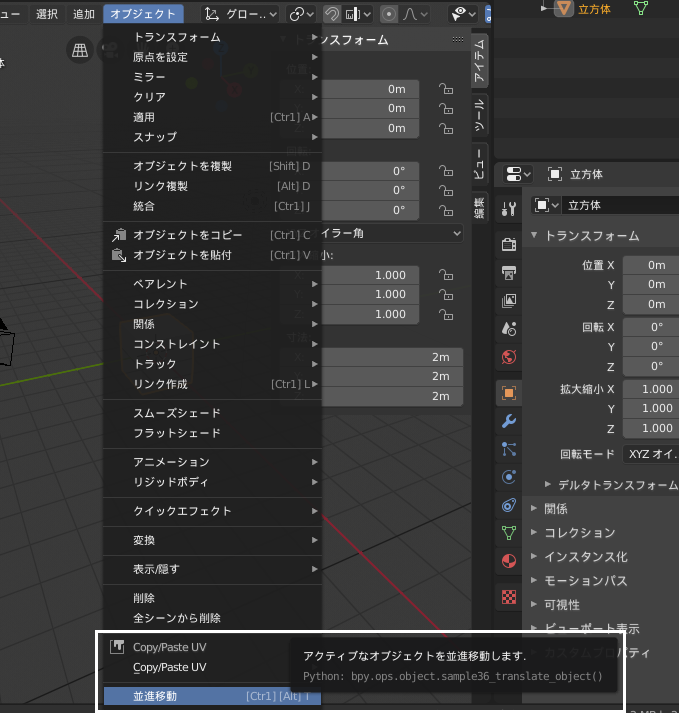 ュー 選択 追加 オブジェクト グロー..
立方体
トランスフォーム
原点を設定
ミラー
クリア
適用 [Ctrl] A
スナップ
オブジェクトを複製 [Shift] D
リンク複製 [Alt] D
統合 [Ctrl] J
オブジェクトをコピー [Ctrl] C
オブジェクトを貼付 [Ctrl] V
ペアレント
コレクション
関係
コンストレイント
トラック
リンク作成 [Ctrl] L
スムーズシェード
フラットシェード
アニメーション
リジッドボディ
クイックエフェクト
変換
表示/隠す
削除
全シーンから削除
Copy/Paste UV
Copy/Paste UV
並進移動 [Ctrl] [Alt] T
アクティブなオブジェクトを並進移動します.
Python: bpy.ops.object.sample36_translate_object()
体
ンスフォーム
0m
0m
0m
0°
0°
0°
イラー角
小:
1.000
1.000
1.000
2m
2m
2m
アイテム
ツール
ビュー
編集
立方体
立方体
トランスフォーム
位置 X 0m
Y 0m
Z 0m
回転 X 0°
Y 0°
Z 0°
拡大縮小 X 1.000
Y 1.000
Z 1.000
回転モード XYZ オイ.
デルタトランスフォーム
関係
コレクション
インスタンス化
モーションパス
可視性
ビューポート表示
カスタムプロパティ